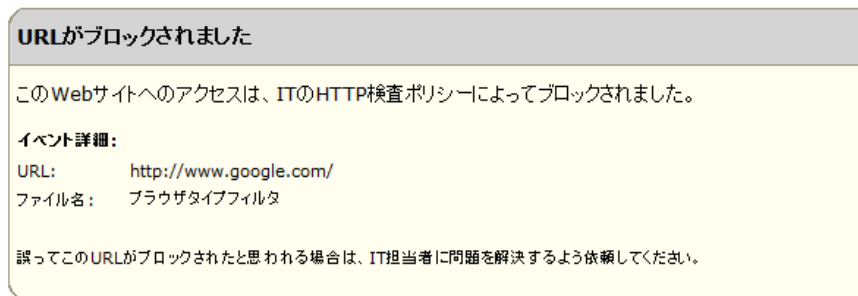 URLがブロックされました
このWebサイトへのアクセスは、ITのHTTP検査ポリシーによってブロックされました。
イベント詳細:
URL: http://www.google.com/
ファイル名: ブラウザタイプフィルタ
誤ってこのURLがブロックされたと思われる場合は、IT担当者に問題を解決するよう依頼してください。